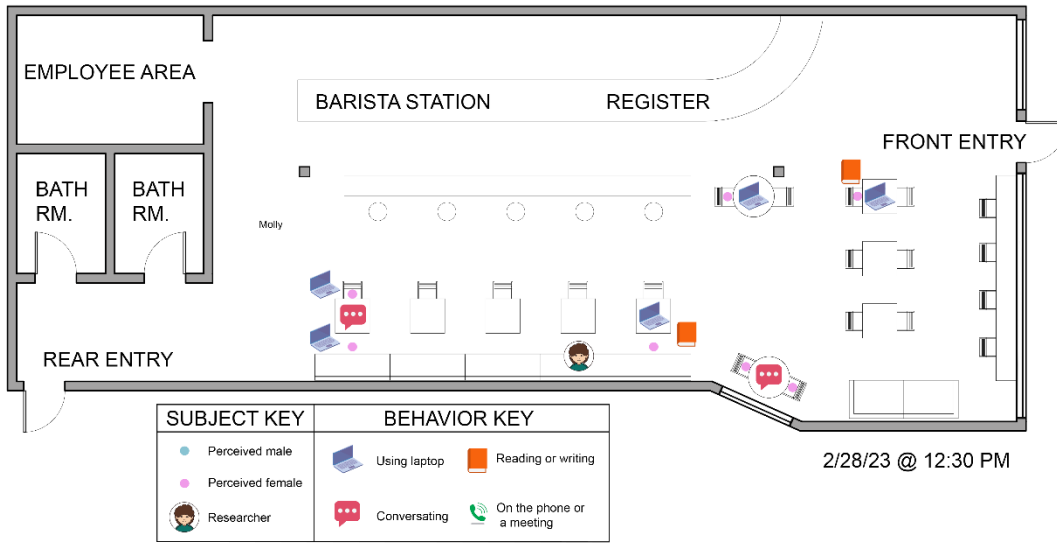 EMPLOYEE AREA
BARISTA STATION
REGISTER
FRONT ENTRY
BATH
RM.
BATH
RM.
Molly
REAR ENTRY
SUBJECT KEY
Perceived male
Perceived female
Researcher
BEHAVIOR KEY
Using laptop
Reading or writing
Conversating
On the phone or
a meeting
2/28/23 @ 12:30 PM